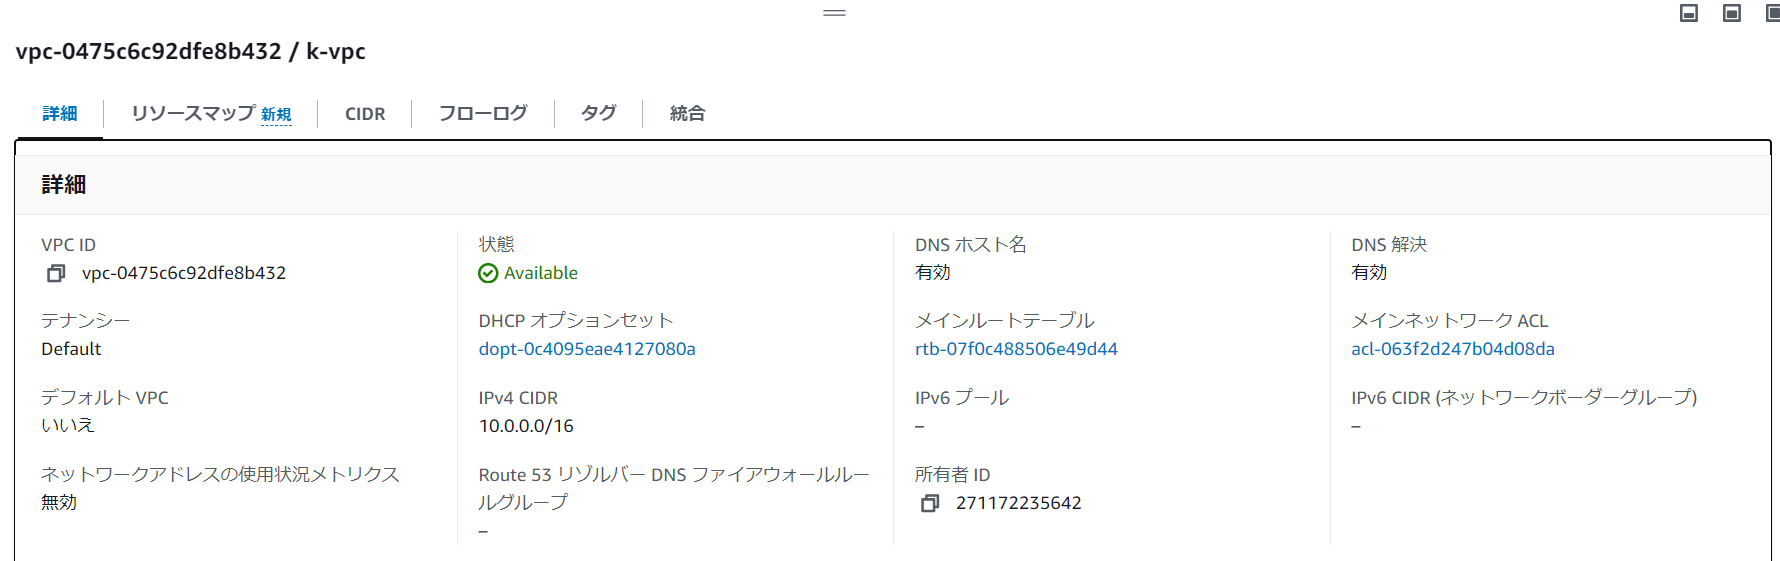 vpc-0475c6c92dfe8b432 / k-vpc
詳細 リソースマップ 新規 CIDR フローログ タグ 統合
詳細
VPC ID
vpc-0475c6c92dfe8b432
状態
Available
DNS ホスト名
有効
DNS 解決
有効
テナンシー
Default
DHCP オプションセット
dopt-0c4095eae4127080a
メインルートテーブル
rtb-07f0c488506e49d44
メインネットワーク ACL
acl-063f2d247b04d08da
デフォルト VPC
いいえ
IPv4 CIDR
10.0.0.0/16
IPv6 プール
–
IPv6 CIDR (ネットワークボーダーグループ)
–
ネットワークアドレスの使用状況メトリクス
無効
Route 53 リゾルバー DNS ファイアウォールルー
ルグループ
–
所有者 ID
271172235642